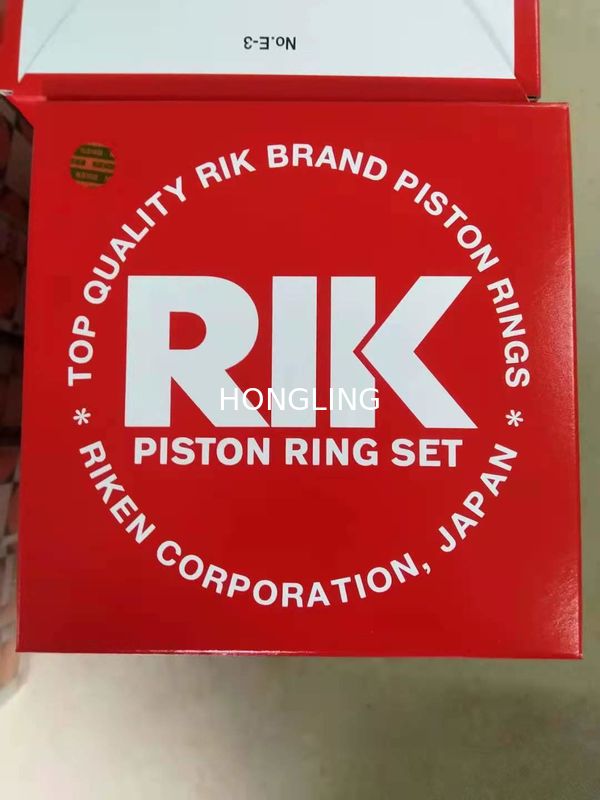 No.E-3
TOP QUALITY RIK BRAND PISTON RINGS
RIK
HONGLING
PISTON RING SET
* RIKEN CORPORATION, JAPAN *